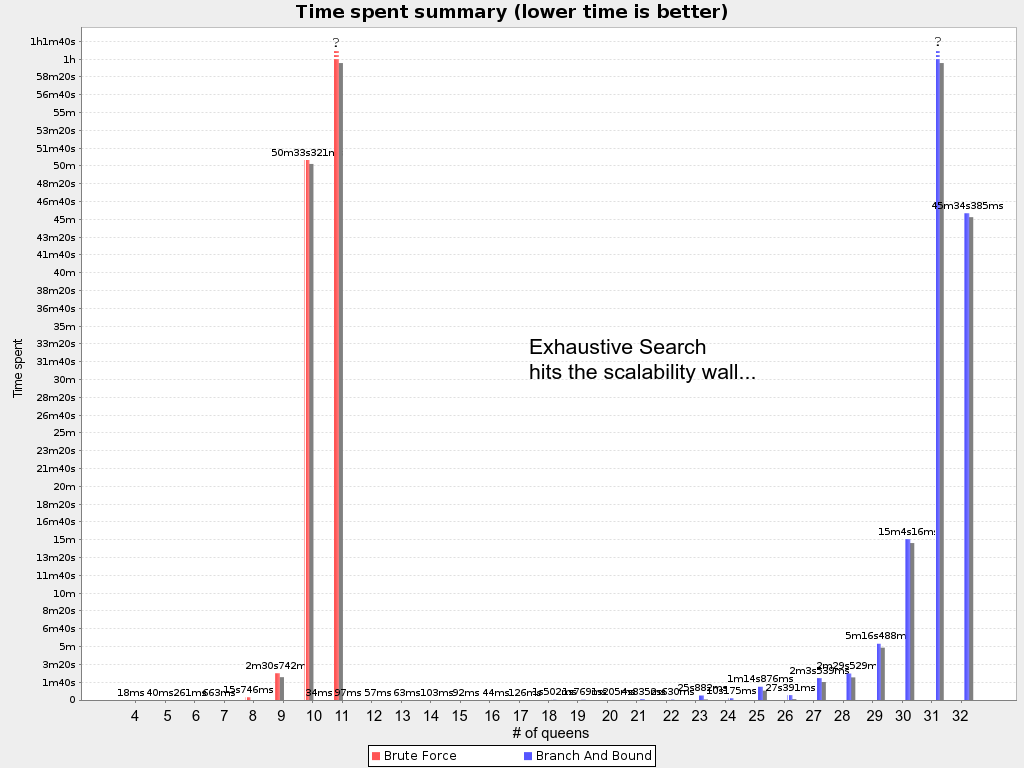 Time spent summary (lower time is better)
Time spent
1h1m40s
1h
58m20s
56m40s
55m
53m20s
51m40s
50m
48m20s
46m40s
45m
43m20s
41m40s
40m
38m20s
36m40s
35m
33m20s
31m40s
30m
28m20s
26m40s
25m
23m20s
21m40s
20m
18m20s
16m40s
15m
13m20s
11m40s
10m
8m20s
6m40s
5m
3m20s
1m40s
0
?
?
50m33s321m
45m34s385ms
Exhaustive Search
hits the scalability wall...
15m4s16ms
5m16s488m
2m30s742m
2m29s529m
2m3s539ms
1m14s876ms
18ms 40ms 261ms 663ms 15s746ms 34ms 97ms 57ms 63ms 103ms 92ms 44ms 126ms 25s882ms 10s175ms 27s391ms
4 5 6 7 8 9 10 11 12 13 14 15 16 17 18 19 20 21 22 23 24 25 26 27 28 29 30 31 32
# of queens
Brute Force Branch And Bound